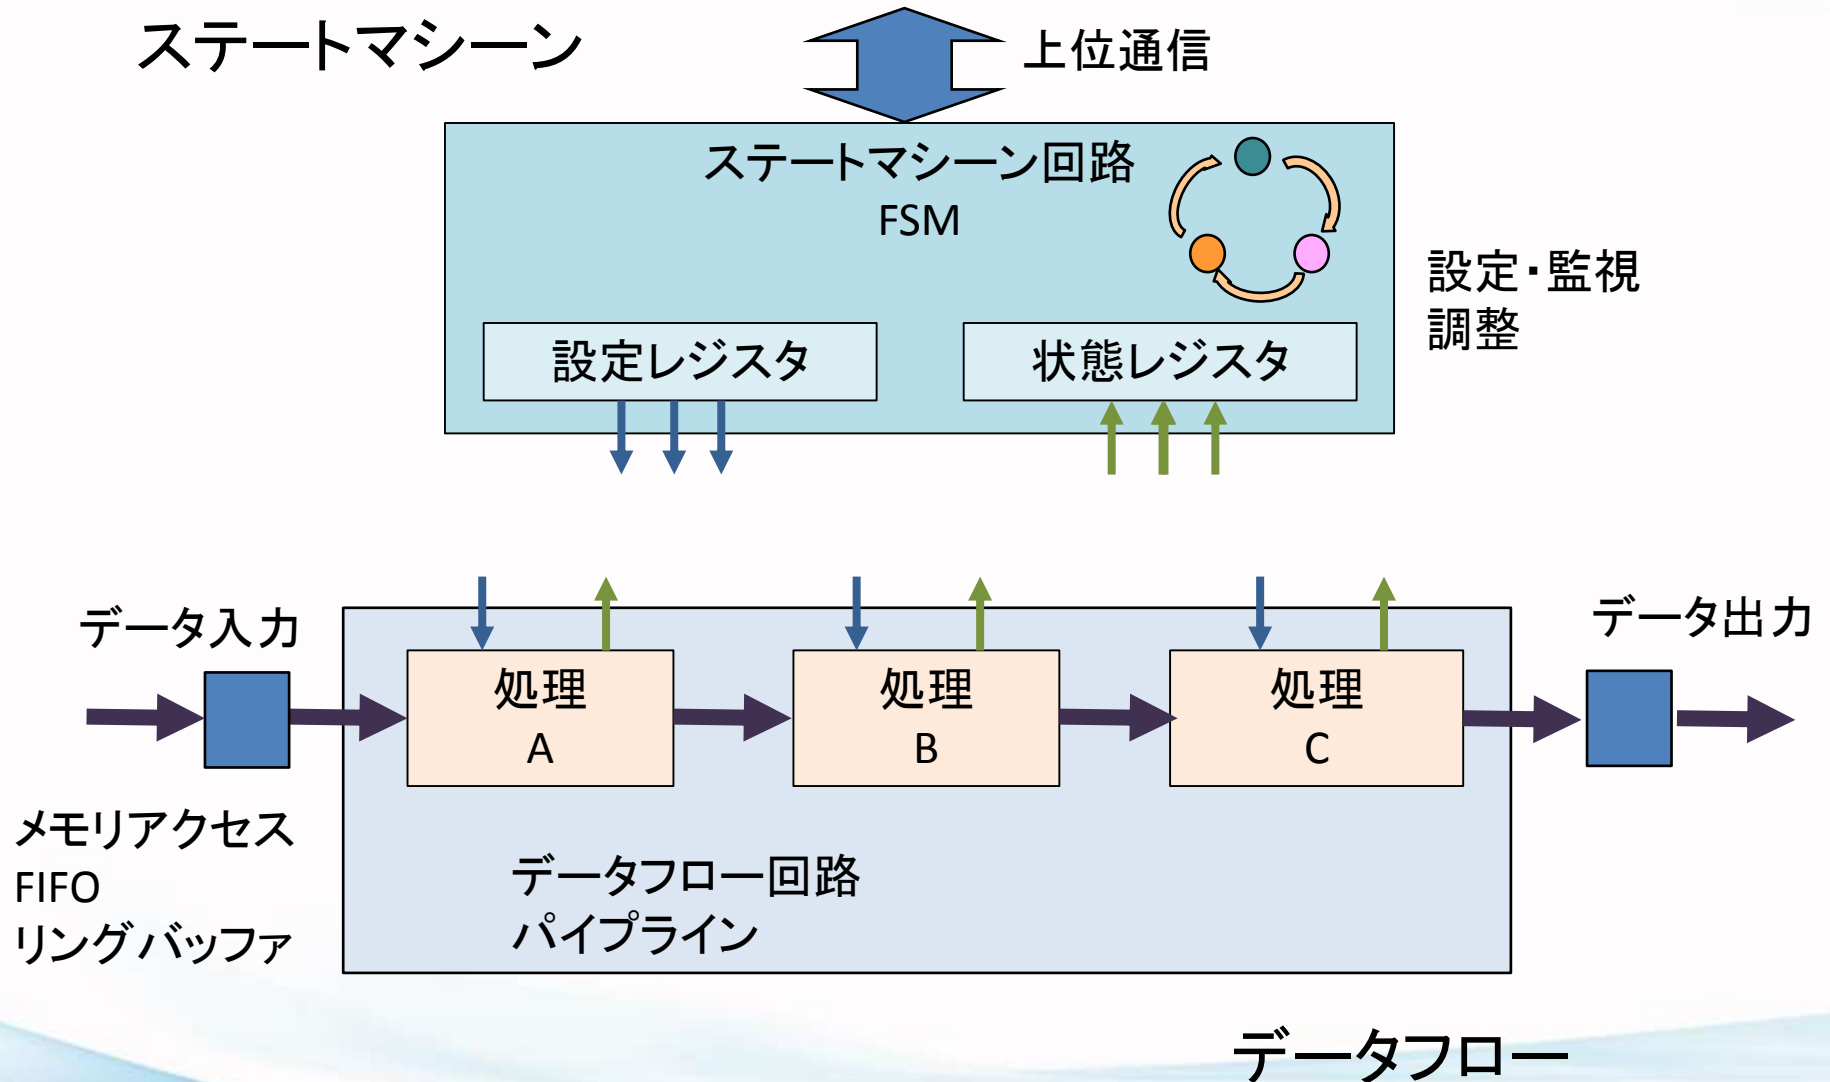 ステートマシーン
上位通信
ステートマシーン回路
FSM
設定・監視
調整
設定レジスタ
状態レジスタ
データ入力
データ出力
処理
A
処理
B
処理
C
メモリアクセス
FIFO
リングバッファ
データフロー回路
パイプライン
データフロー